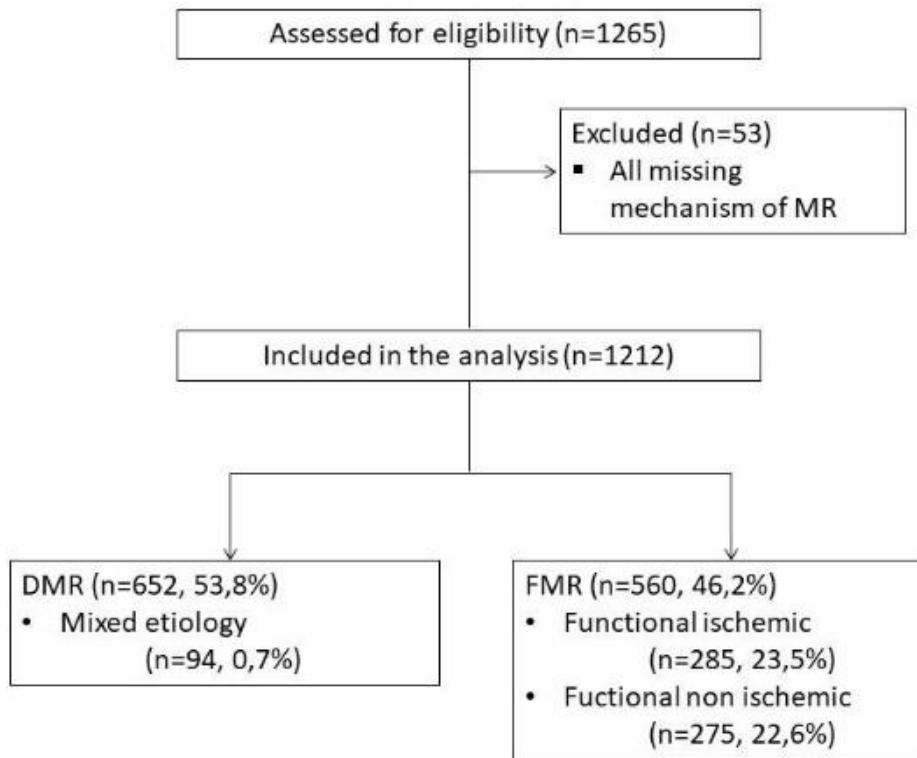 Assessed for eligibility (n=1265)
Excluded (n=53)
▪ All missing
mechanism of MR
Included in the analysis (n=1212)
DMR (n=652, 53,8%)
• Mixed etiology
(n=94, 0,7%)
FMR (n=560, 46,2%)
• Functional ischemic
(n=285, 23,5%)
• Fuctional non ischemic
(n=275, 22,6%)